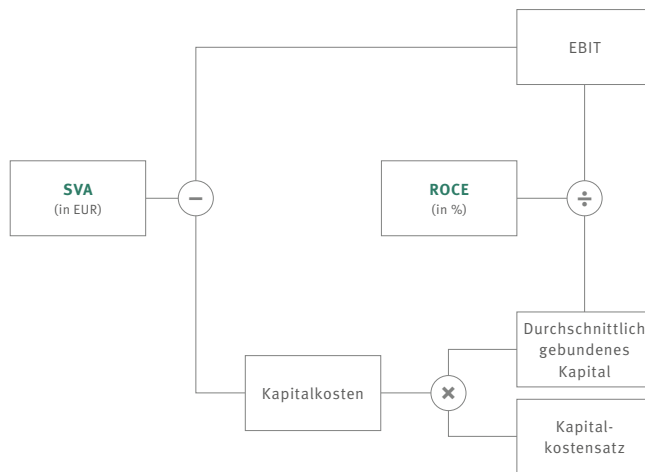 EBIT
SVA
(in EUR)
−
ROCE
(in %)
÷
Durchschnittlich
gebundenes
Kapital
Kapitalkosten
×
Kapital-
kostensatz